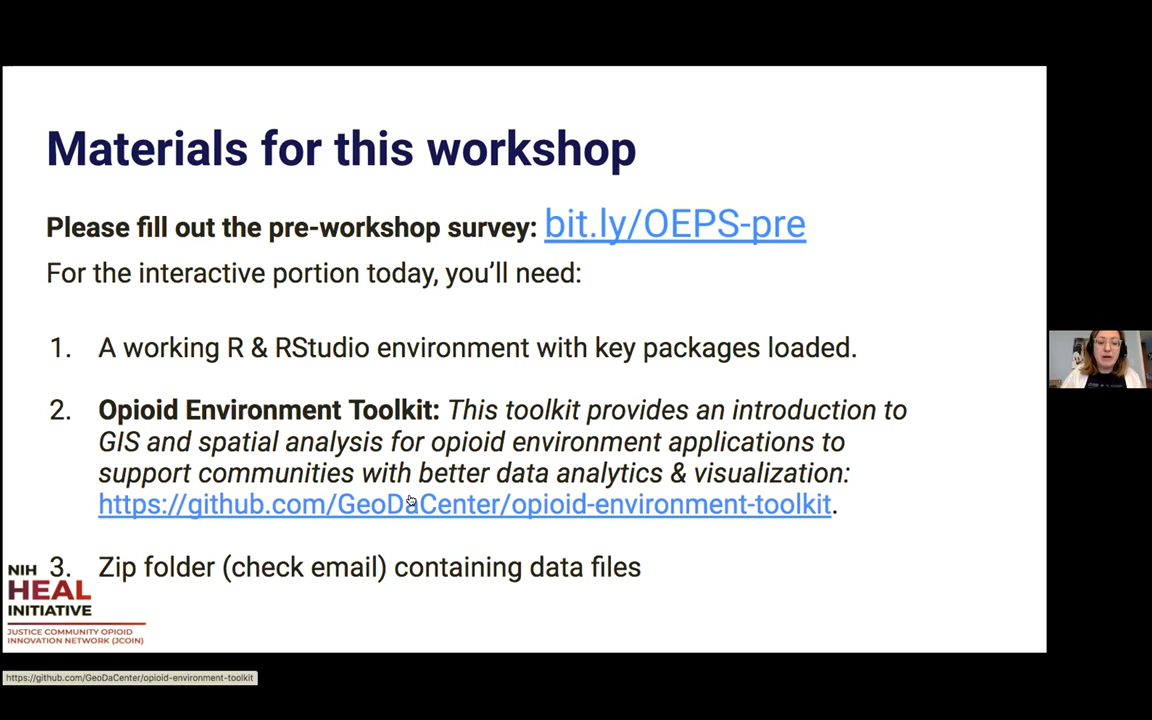 Materials for this workshop
Please fill out the pre-workshop survey: bit.ly/OEPS-pre
For the interactive portion today, you'll need:
1. A working R & RStudio environment with key packages loaded.
2. Opioid Environment Toolkit: This toolkit provides an introduction to
GIS and spatial analysis for opioid environment applications to
support communities with better data analytics & visualization:
https://github.com/GeoDaCenter/opioid-environment-toolkit.
3. Zip folder (check email) containing data files
NIH
HEAL
INITIATIVE
JUSTICE COMMUNITY OPIOID
INNOVATION NETWORK (JCOIN)
https://github.com/GeoDaCenter/opioid-environment-toolkit